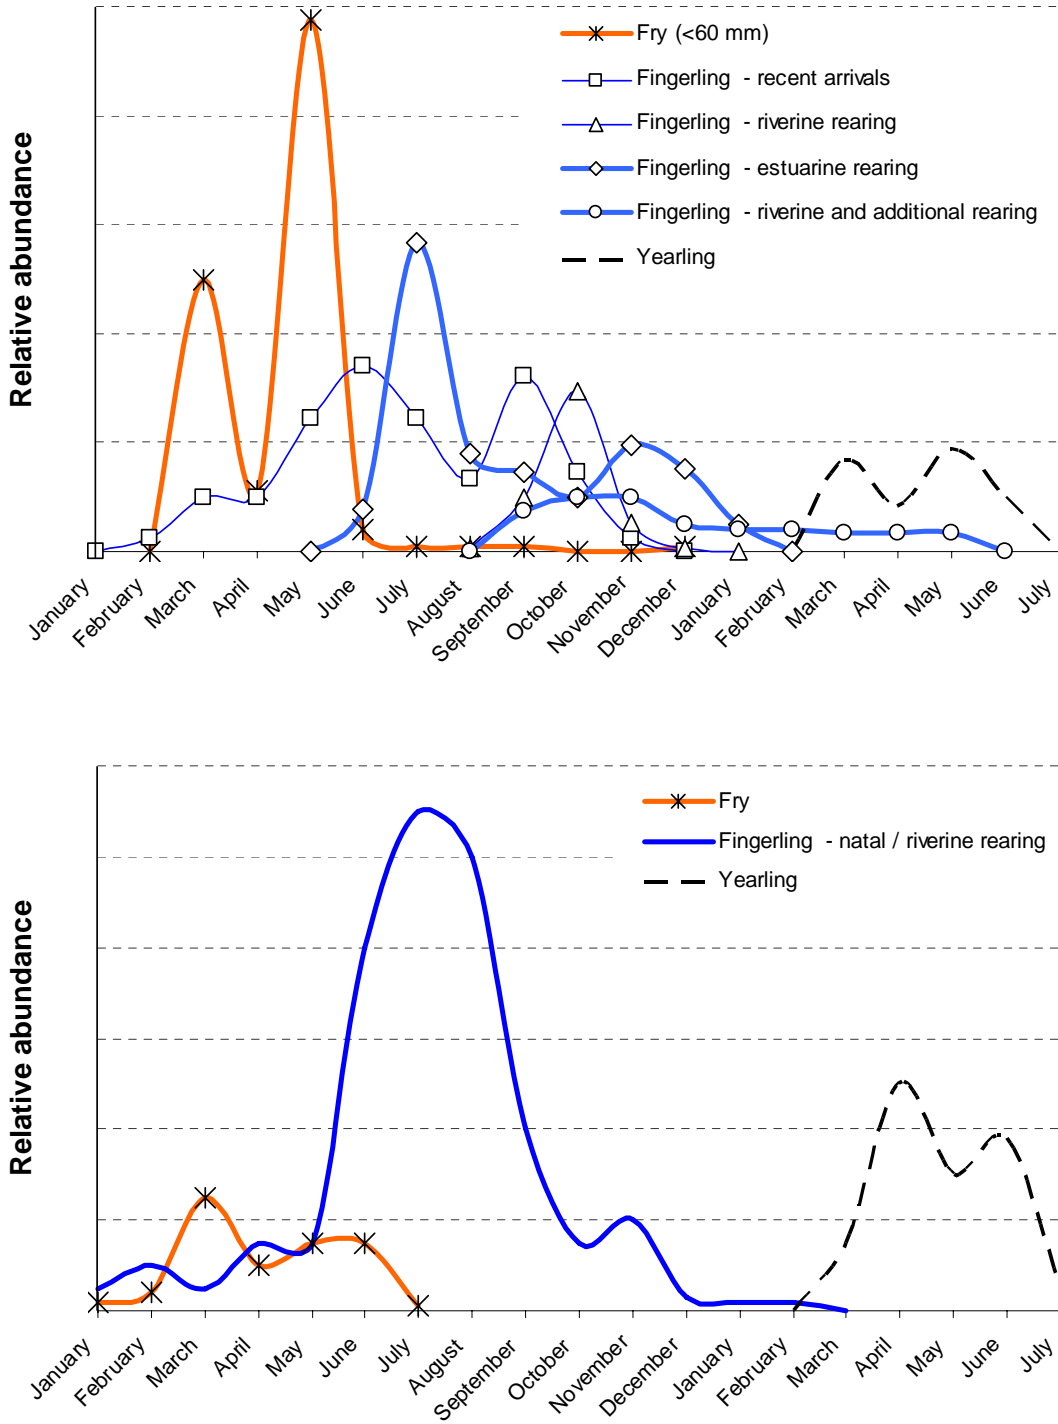 Relative abundance
Fry (<60 mm)
Fingerling - recent arrivals
Fingerling - riverine rearing
Fingerling - estuarine rearing
Fingerling - riverine and additional rearing
Yearling
January
February
March
April
May
June
July
August
September
October
November
December
January
February
March
April
May
June
July
Relative abundance
Fry
Fingerling - natal / riverine rearing
Yearling
January
February
March
April
May
June
July
August
September
October
November
December
January
February
March
April
May
June
July